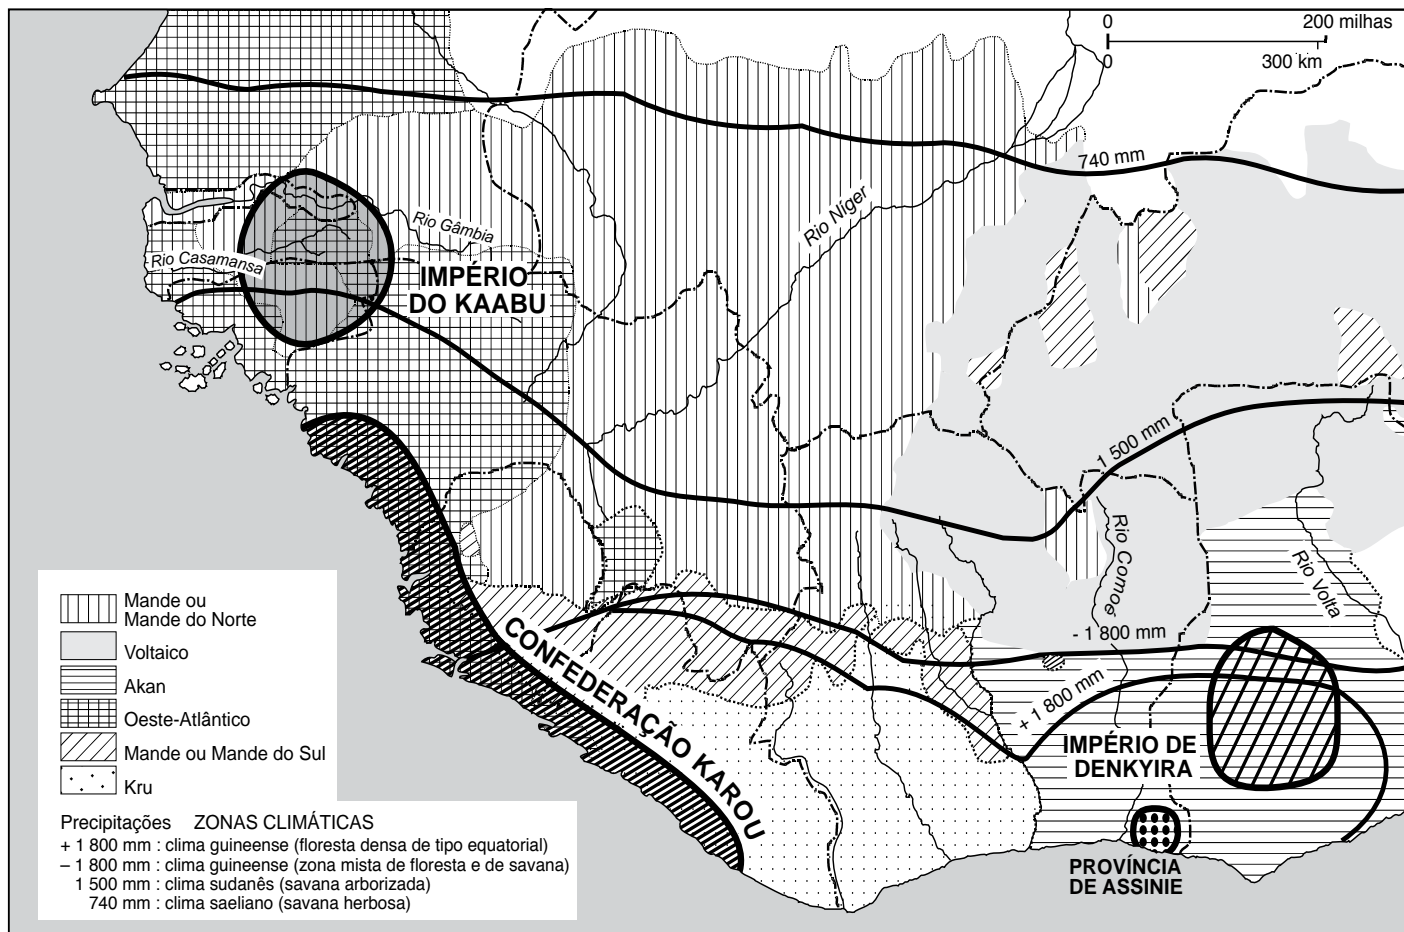 0 200 milhas
0 300 km
740 mm
Rio Níger
Rio Gâmbia
Rio Casamansa
IMPÉRIO
DO KAABU
1 500 mm
Rio Comoé
Rio Volta
- 1 800 mm
+ 1 800 mm
CONFEDERAÇÃO KAROU
IMPÉRIO DE
DENKYIRA
PROVÍNCIA
DE ASSINIE
Mande ou
Mande do Norte
Voltaico
Akan
Oeste-Atlântico
Mande ou Mande do Sul
Kru
Precipitações ZONAS CLIMÁTICAS
+ 1 800 mm : clima guineense (floresta densa de tipo equatorial)
– 1 800 mm : clima guineense (zona mista de floresta e de savana)
1 500 mm : clima sudanês (savana arborizada)
740 mm : clima saeliano (savana herbosa)